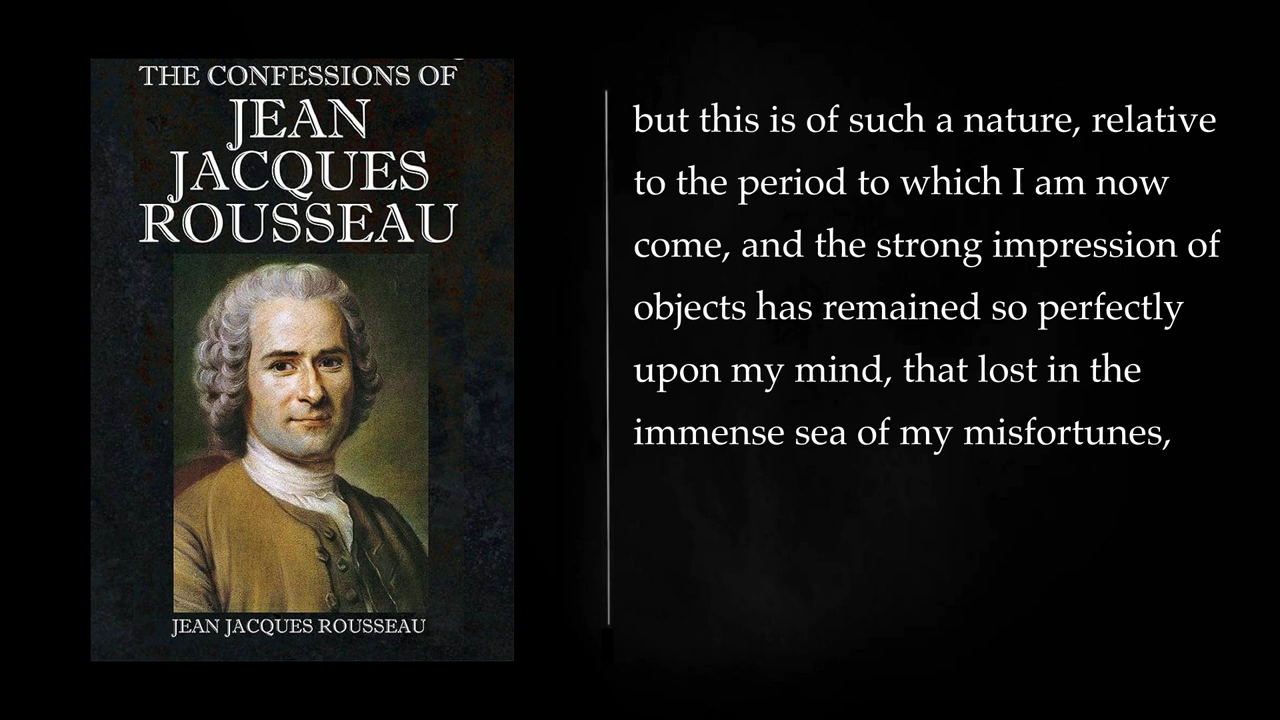 THE CONFESSIONS OF
JEAN
JACQUES
ROUSSEAU
JEAN JACQUES ROUSSEAU
but this is of such a nature, relative
to the period to which I am now
come, and the strong impression of
objects has remained so perfectly
upon my mind, that lost in the
immense sea of my misfortunes,